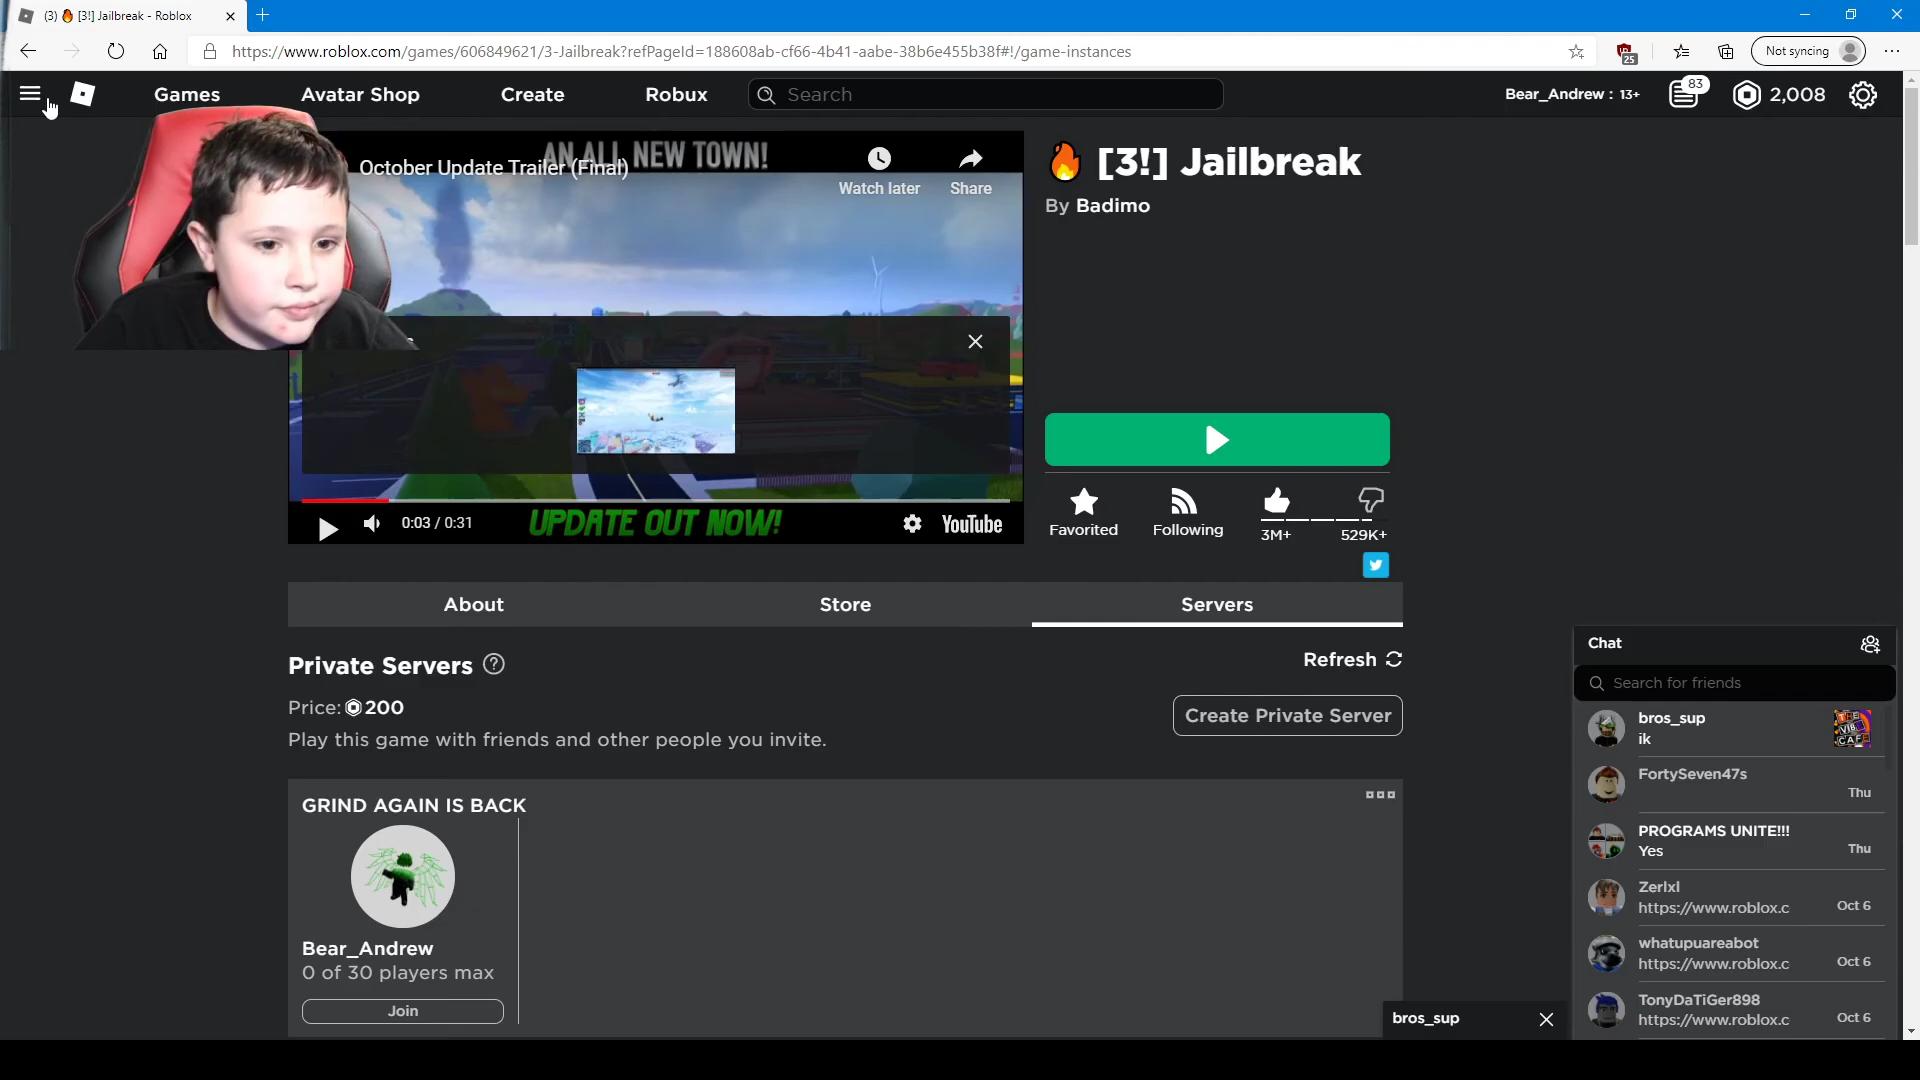 (3) 🔥 [3!] Jailbreak - Roblox
https://www.roblox.com/games/606849621/3-Jailbreak?refPageId=188608ab-cf66-4b41-aabe-38b6e455b38f#!/game-instances
25
Not syncing
Games
Avatar Shop
Create
Robux
Search
Bear_Andrew : 13+
83
2,008
AN ALL NEW TOWN!
October Update Trailer (Final)
Watch later
Share
🔥 [3!] Jailbreak
By Badimo
0:03 / 0:31
UPDATE OUT NOW!
YouTube
Favorited
Following
3M+
529K+
About
Store
Servers
Private Servers
Refresh
Price: 200
Create Private Server
Play this game with friends and other people you invite.
GRIND AGAIN IS BACK
Bear_Andrew
0 of 30 players max
Join
Chat
Search for friends
bros_sup
ik
THE VIBE CAFE
FortySeven47s
Thu
PROGRAMS UNITE!!!
Yes
Thu
Zerlxl
https://www.roblox.c
Oct 6
whatupuareabot
https://www.roblox.c
Oct 6
TonyDaTiGer898
https://www.roblox.c
Oct 6
bros_sup